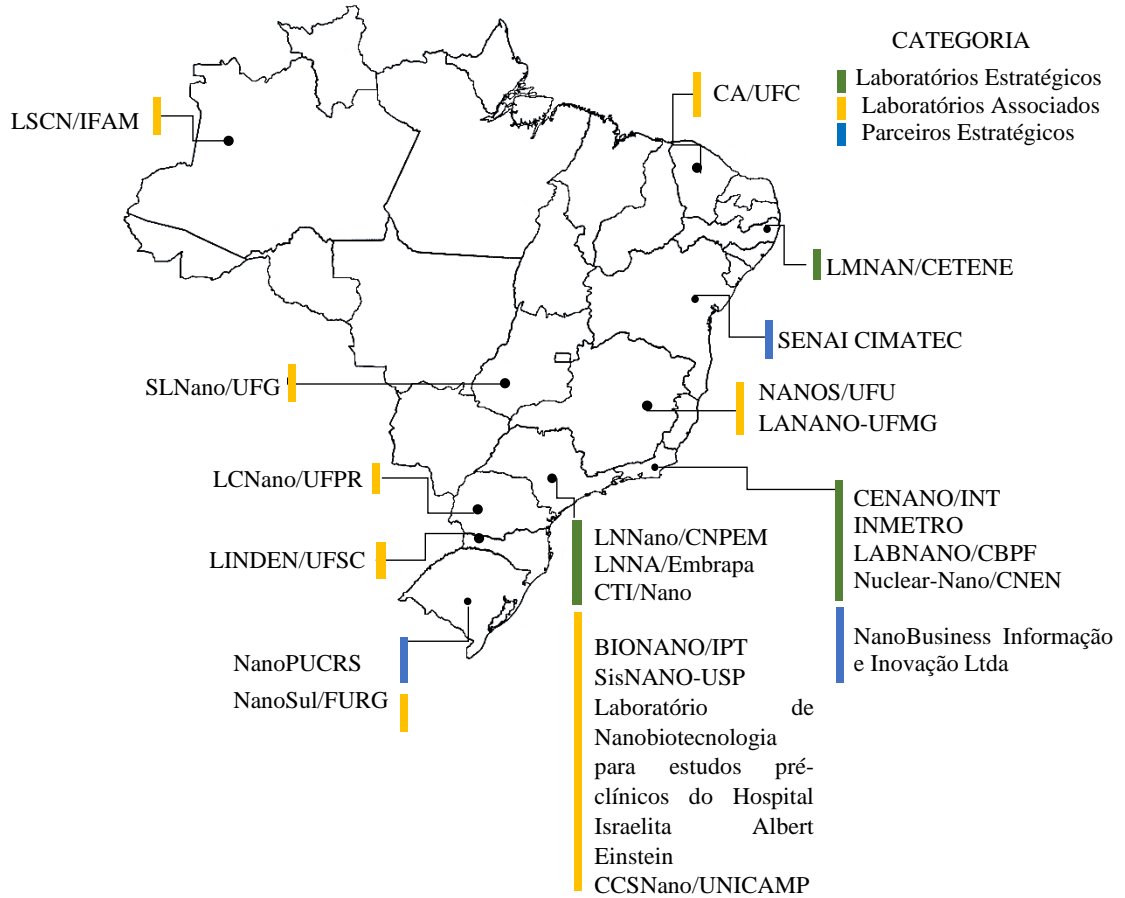 CATEGORIA
Laboratórios Estratégicos
Laboratórios Associados
Parceiros Estratégicos
CA/UFC
LSCN/IFAM
LMNAN/CETENE
SENAI CIMATEC
SLNano/UFG
NANOS/UFU
LANANO-UFMG
LCNano/UFPR
CENANO/INT
INMETRO
LABNANO/CBPF
Nuclear-Nano/CNEN
LINDEN/UFSC
LNNano/CNPEM
LNNA/Embrapa
CTI/Nano
NanoBusiness Informação
e Inovação Ltda
NanoPUCRS
NanoSul/FURG
BIONANO/IPT
SisNANO-USP
Laboratório de
Nanobiotecnologia
para estudos pré-
clínicos do Hospital
Israelita Albert
Einstein
CCSNano/UNICAMP